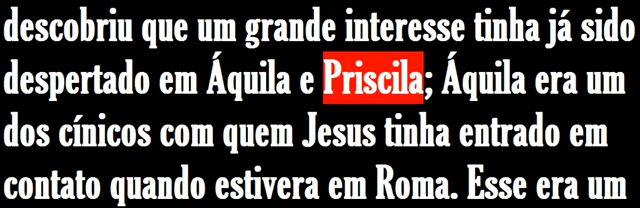 descobriu que um grande interesse tinha já sido
despertado em Áquila e Priscila; Áquila era um
dos cínicos com quem Jesus tinha entrado em
contato quando estivera em Roma. Esse era um